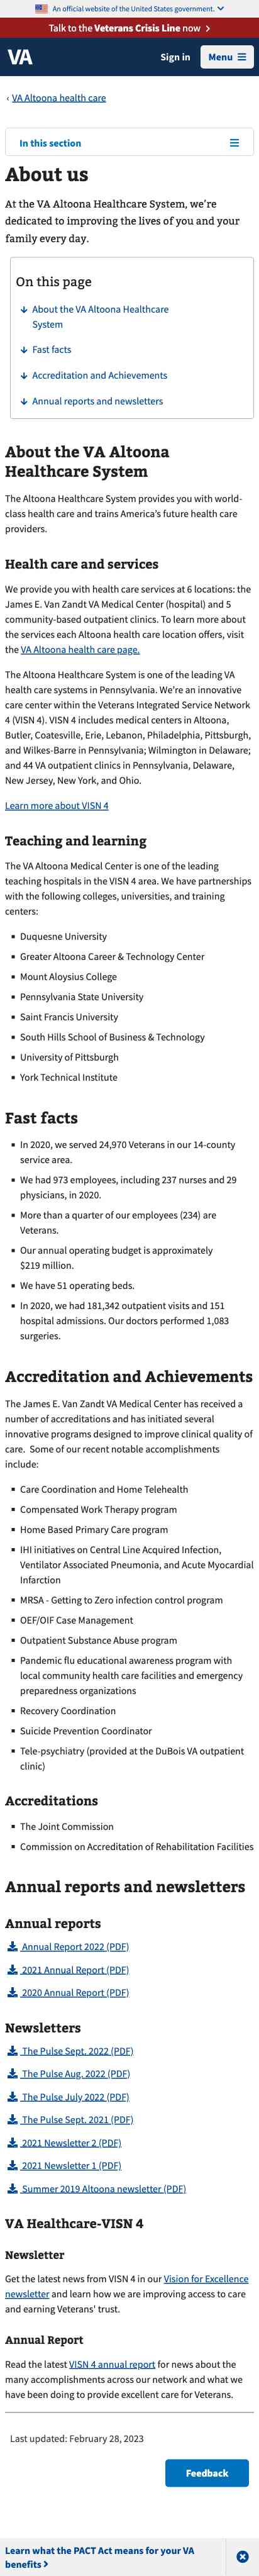 An official website of the United States government.
Talk to the Veterans Crisis Line now
VA
Sign in
Menu
‹ VA Altoona health care
In this section
About us
At the VA Altoona Healthcare System, we’re
dedicated to improving the lives of you and your
family every day.
On this page
About the VA Altoona Healthcare
System
Fast facts
Accreditation and Achievements
Annual reports and newsletters
About the VA Altoona
Healthcare System
The Altoona Healthcare System provides you with world-
class health care and trains America’s future health care
providers.
Health care and services
We provide you with health care services at 6 locations: the
James E. Van Zandt VA Medical Center (hospital) and 5
community-based outpatient clinics. To learn more about
the services each Altoona health care location offers, visit
the VA Altoona health care page.
The Altoona Healthcare System is one of the leading VA
health care systems in Pennsylvania. We’re an innovative
care center within the Veterans Integrated Service Network
4 (VISN 4). VISN 4 includes medical centers in Altoona,
Butler, Coatesville, Erie, Lebanon, Philadelphia, Pittsburgh,
and Wilkes-Barre in Pennsylvania; Wilmington in Delaware;
and 44 VA outpatient clinics in Pennsylvania, Delaware,
New Jersey, New York, and Ohio.
Learn more about VISN 4
Teaching and learning
The VA Altoona Medical Center is one of the leading
teaching hospitals in the VISN 4 area. We have partnerships
with the following colleges, universities, and training
centers:
Duquesne University
Greater Altoona Career & Technology Center
Mount Aloysius College
Pennsylvania State University
Saint Francis University
South Hills School of Business & Technology
University of Pittsburgh
York Technical Institute
Fast facts
In 2020, we served 24,970 Veterans in our 14-county
service area.
We had 973 employees, including 237 nurses and 29
physicians, in 2020.
More than a quarter of our employees (234) are
Veterans.
Our annual operating budget is approximately
$219 million.
We have 51 operating beds.
In 2020, we had 181,342 outpatient visits and 151
hospital admissions. Our doctors performed 1,083
surgeries.
Accreditation and Achievements
The James E. Van Zandt VA Medical Center has received a
number of accreditations and has initiated several
innovative programs designed to improve clinical quality of
care.  Some of our recent notable accomplishments
include:
Care Coordination and Home Telehealth
Compensated Work Therapy program
Home Based Primary Care program
IHI initiatives on Central Line Acquired Infection,
Ventilator Associated Pneumonia, and Acute Myocardial
Infarction
MRSA - Getting to Zero infection control program
OEF/OIF Case Management
Outpatient Substance Abuse program
Pandemic flu educational awareness program with
local community health care facilities and emergency
preparedness organizations
Recovery Coordination
Suicide Prevention Coordinator
Tele-psychiatry (provided at the DuBois VA outpatient
clinic)
Accreditations
The Joint Commission
Commission on Accreditation of Rehabilitation Facilities
Annual reports and newsletters
Annual reports
Annual Report 2022 (PDF)
2021 Annual Report (PDF)
2020 Annual Report (PDF)
Newsletters
The Pulse Sept. 2022 (PDF)
The Pulse Aug. 2022 (PDF)
The Pulse July 2022 (PDF)
The Pulse Sept. 2021 (PDF)
2021 Newsletter 2 (PDF)
2021 Newsletter 1 (PDF)
Summer 2019 Altoona newsletter (PDF)
VA Healthcare-VISN 4
Newsletter
Get the latest news from VISN 4 in our Vision for Excellence
newsletter and learn how we are improving access to care
and earning Veterans' trust.
Annual Report
Read the latest VISN 4 annual report for news about the
many accomplishments across our network and what we
have been doing to provide excellent care for Veterans.
Last updated: February 28, 2023
Feedback
Learn what the PACT Act means for your VA
benefits